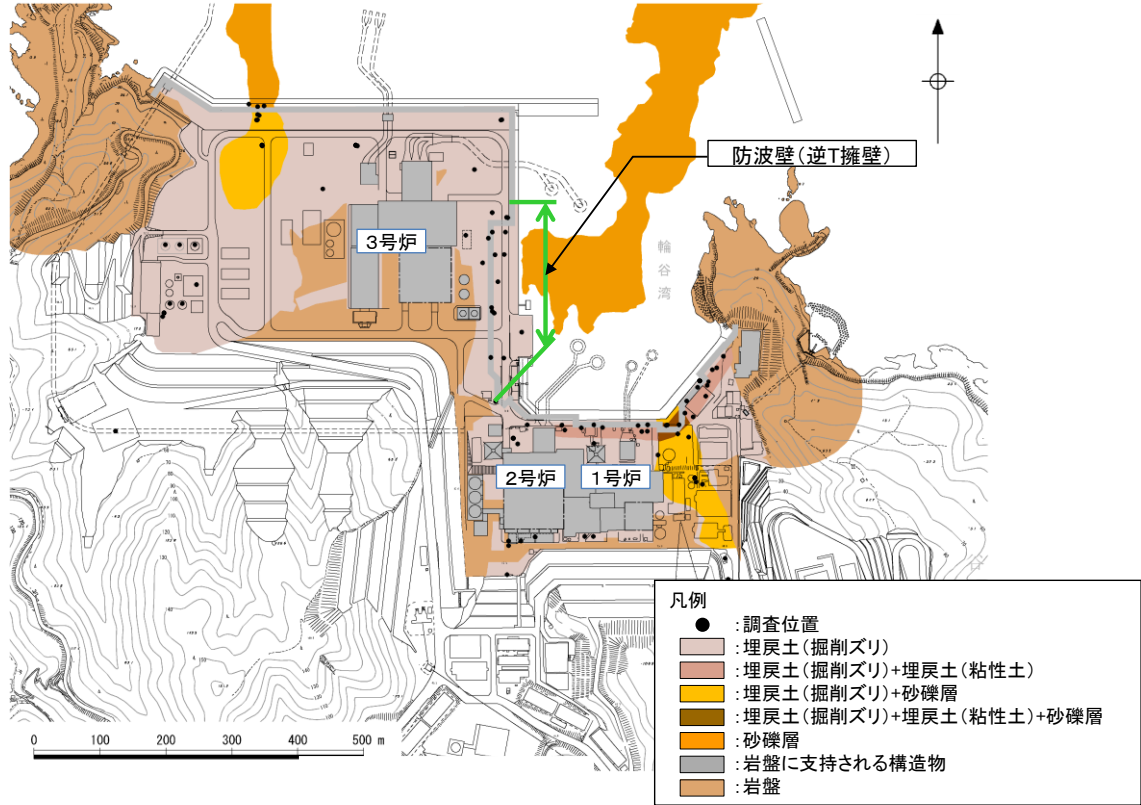 防波壁(逆T擁壁)
3号炉
輪谷湾
2号炉
1号炉
谷
凡例
●:調査位置
:埋戻土(掘削ズリ)
:埋戻土(掘削ズリ)+埋戻土(粘性土)
:埋戻土(掘削ズリ)+砂礫層
:埋戻土(掘削ズリ)+埋戻土(粘性土)+砂礫層
:砂礫層
:岩盤に支持される構造物
:岩盤
0 100 200 300 400 500 m